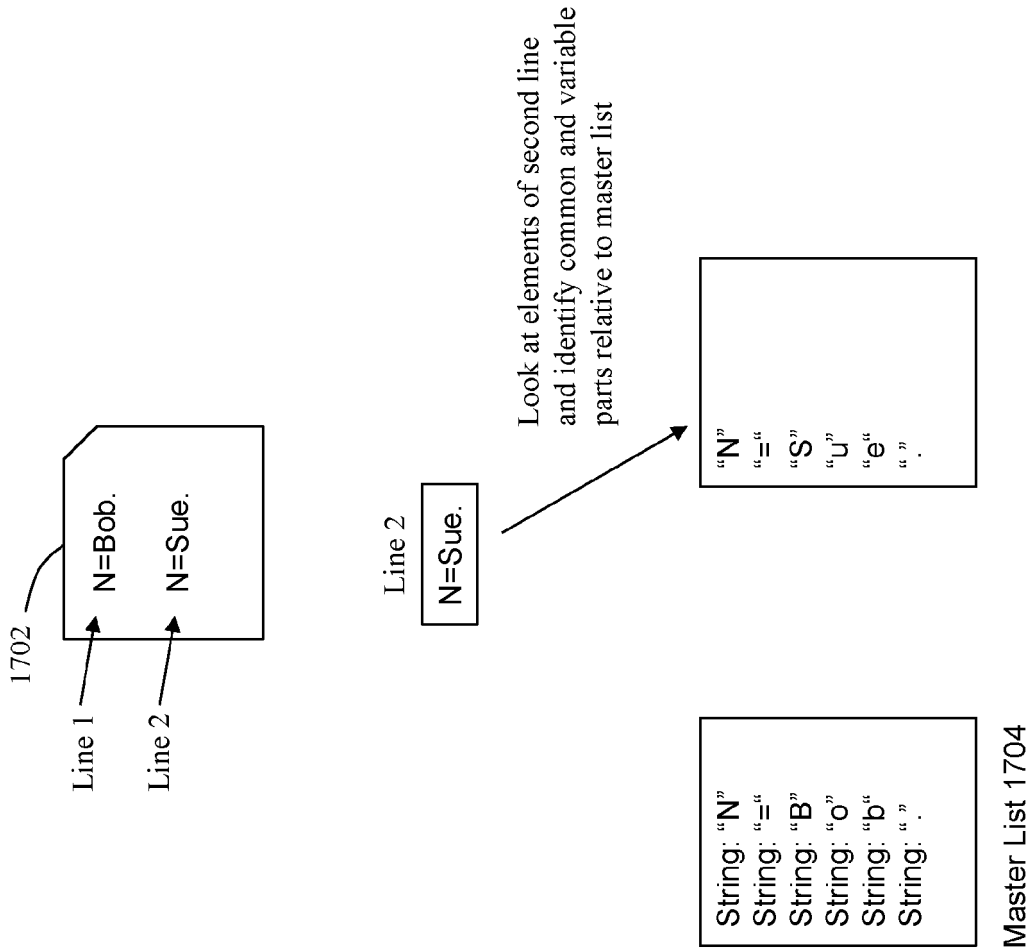 1702
Line 1
N=Bob.
Line 2
N=Sue.
Line 2
N=Sue.
Look at elements of second line
and identify common and variable
parts relative to master list
String: “N”
String: “=“
String: “B”
String: “o”
String: “b“
String: “ ” .
Master List 1704
“N”
“=“
“S”
“u”
“e“
“ ” .